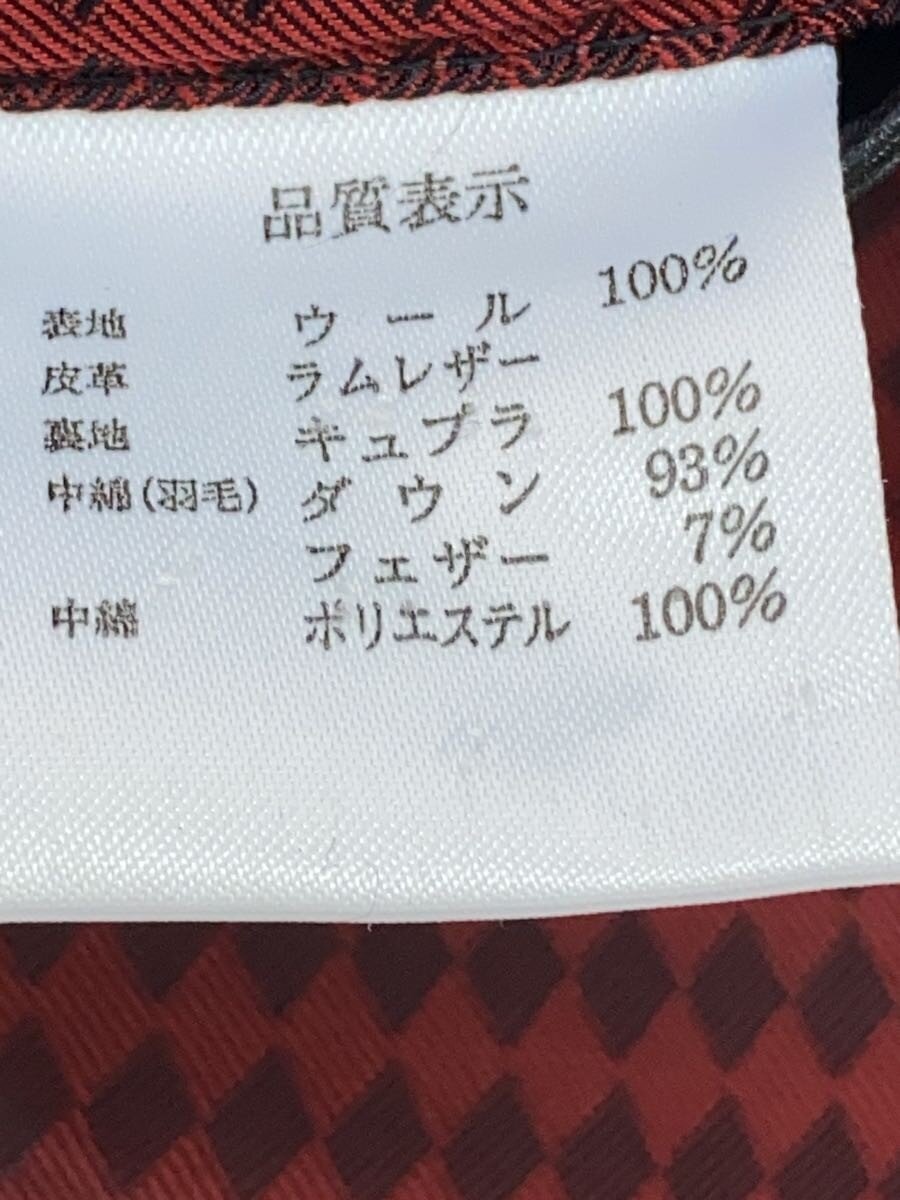 品質表示
表地 ウール 100%
皮革 ラムレザー
裏地 キュプラ 100%
中綿(羽毛) ダウン 93%
フェザー 7%
中綿 ポリエステル 100%